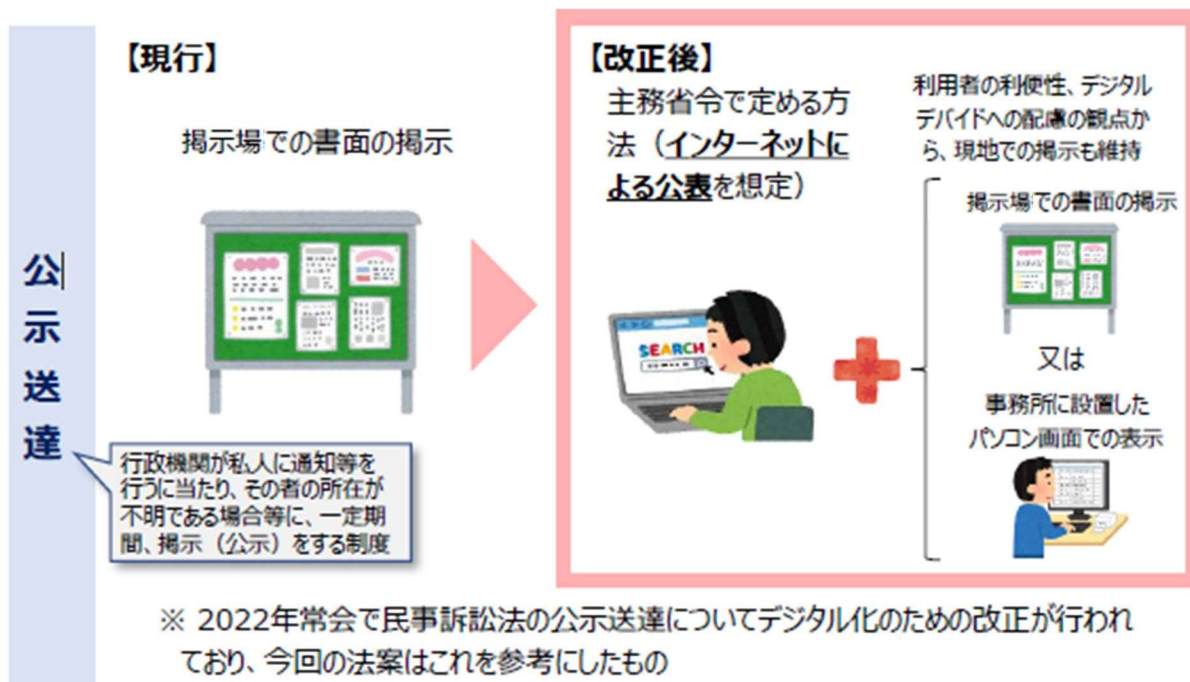 公示送達
【現行】
掲示場での書面の掲示
行政機関が私人に通知等を
行うに当たり、その者の所在が
不明である場合等に、一定期
間、掲示（公示）をする制度
【改正後】
主務省令で定める方
法（インターネットに
よる公表を想定）
SEARCH
利用者の利便性、デジタル
デバイドへの配慮の観点か
ら、現地での掲示も維持
掲示場での書面の掲示
又は
事務所に設置した
パソコン画面での表示
※ 2022年常会で民事訴訟法の公示送達についてデジタル化のための改正が行われ
ており、今回の法案はこれを参考にしたもの